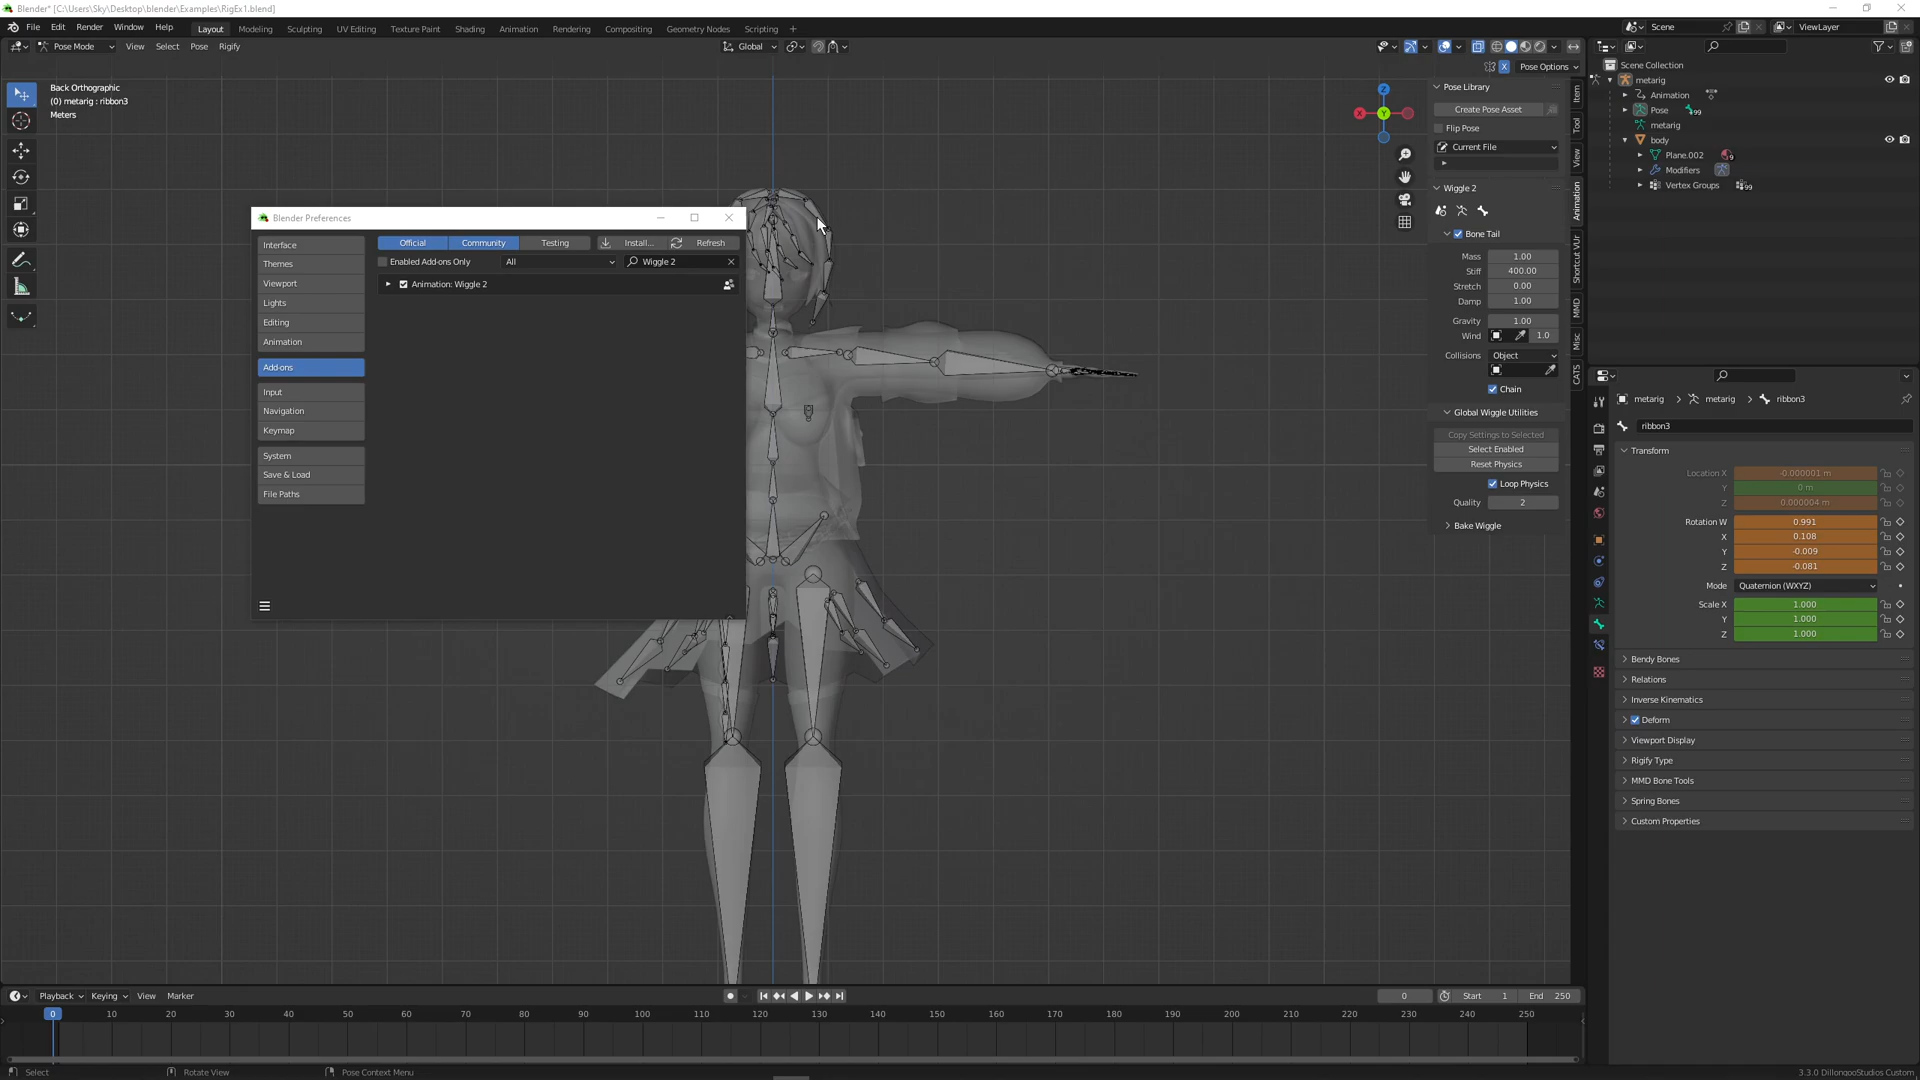 Blender* [C:\Users\Sky\Desktop\blender\Examples\RigEx1.blend]
File Edit Render Window Help Layout Modeling Sculpting UV Editing Texture Paint Shading Animation Rendering Compositing Geometry Nodes Scripting + Scene ViewLayer
Pose Mode View Select Pose Rigify Global
X Pose Options
Back Orthographic
(0) metarig : ribbon3
Meters
Z
X Y
Pose Library
Create Pose Asset
Flip Pose
Current File
Wiggle 2
Bone Tail
Mass 1.00
Stiff 400.00
Stretch 0.00
Damp 1.00
Gravity 1.00
Wind 1.0
Collisions Object
Chain
Global Wiggle Utilities
Copy Settings to Selected
Select Enabled
Reset Physics
Loop Physics
Quality 2
Bake Wiggle
Item
Tool
View
Animation
Shortcut VUr
MMD
Misc
CATS
Blender Preferences
Interface
Themes
Viewport
Lights
Editing
Animation
Add-ons
Input
Navigation
Keymap
System
Save & Load
File Paths
Official Community Testing Install... Refresh
Enabled Add-ons Only All Wiggle 2
Animation: Wiggle 2
Scene Collection
metarig
Animation
Pose 99
metarig
body
Plane.002 9
Modifiers
Vertex Groups 99
metarig metarig ribbon3
ribbon3
Transform
Location X -0.000001 m
Y 0 m
Z 0.000004 m
Rotation W 0.991
X 0.108
Y -0.009
Z -0.081
Mode Quaternion (WXYZ)
Scale X 1.000
Y 1.000
Z 1.000
Bendy Bones
Relations
Inverse Kinematics
Deform
Viewport Display
Rigify Type
MMD Bone Tools
Spring Bones
Custom Properties
Playback Keying View Marker 0 Start 1 End 250
0 10 20 30 40 50 60 70 80 90 100 110 120 130 140 150 160 170 180 190 200 210 220 230 240 250
Select Rotate View Pose Context Menu 3.3.0 DillongooStudios Custom